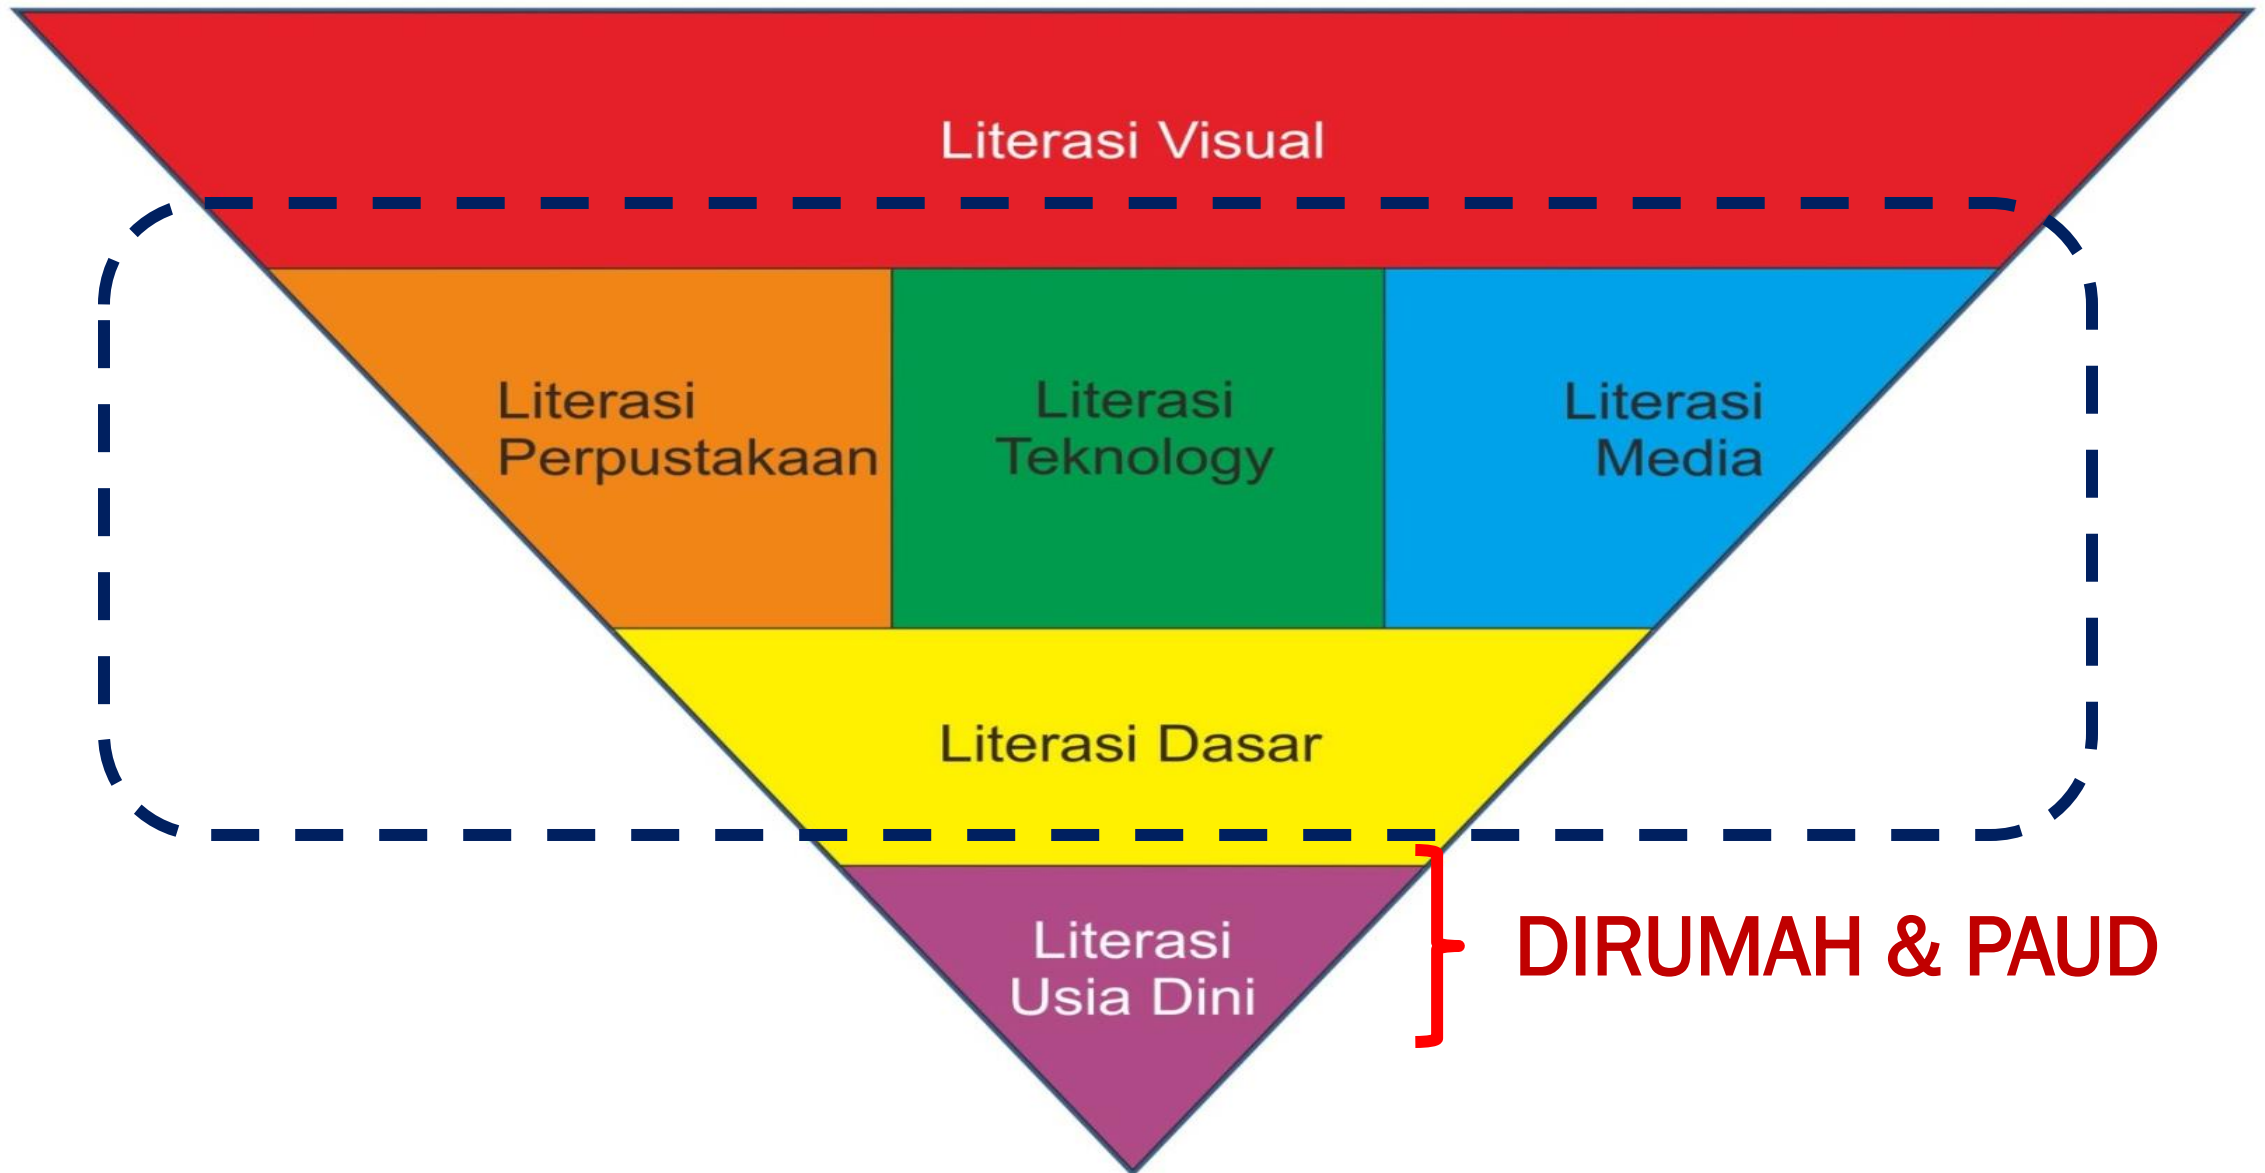 Literasi Visual
Literasi
Perpustakaan
Literasi
Teknology
Literasi
Media
Literasi Dasar
Literasi
Usia Dini
DIRUMAH & PAUD